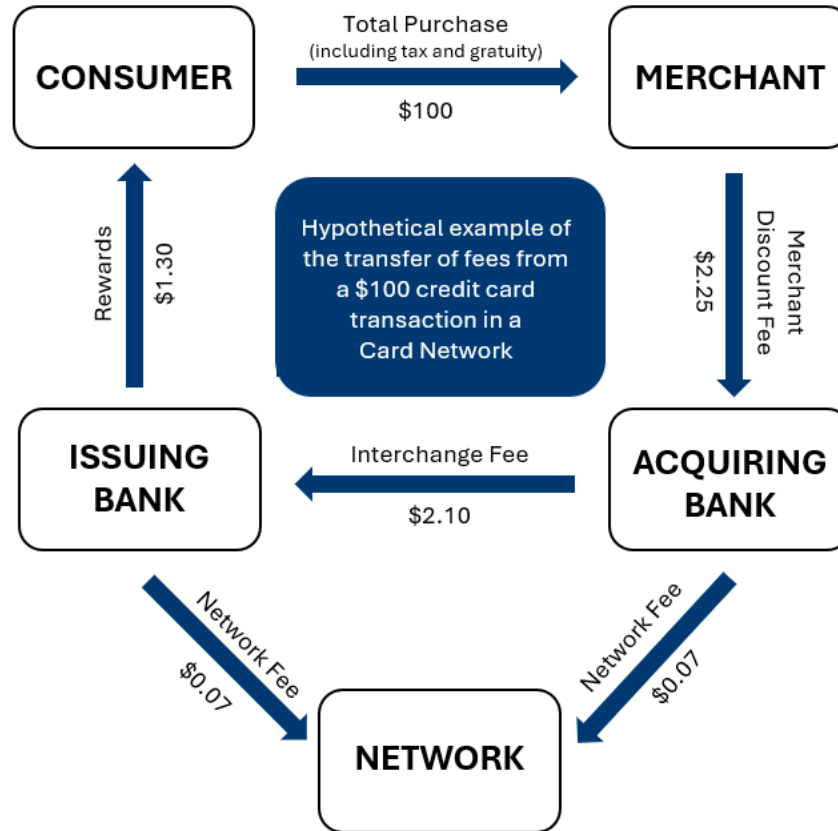 CONSUMER
Total Purchase
(including tax and gratuity)
$100
MERCHANT
Rewards
$1.30
Hypothetical example of
the transfer of fees from
a $100 credit card
transaction in a
Card Network
Merchant
Discount Fee
$2.25
ISSUING
BANK
Interchange Fee
$2.10
ACQUIRING
BANK
Network Fee
$0.07
Network Fee
$0.07
NETWORK